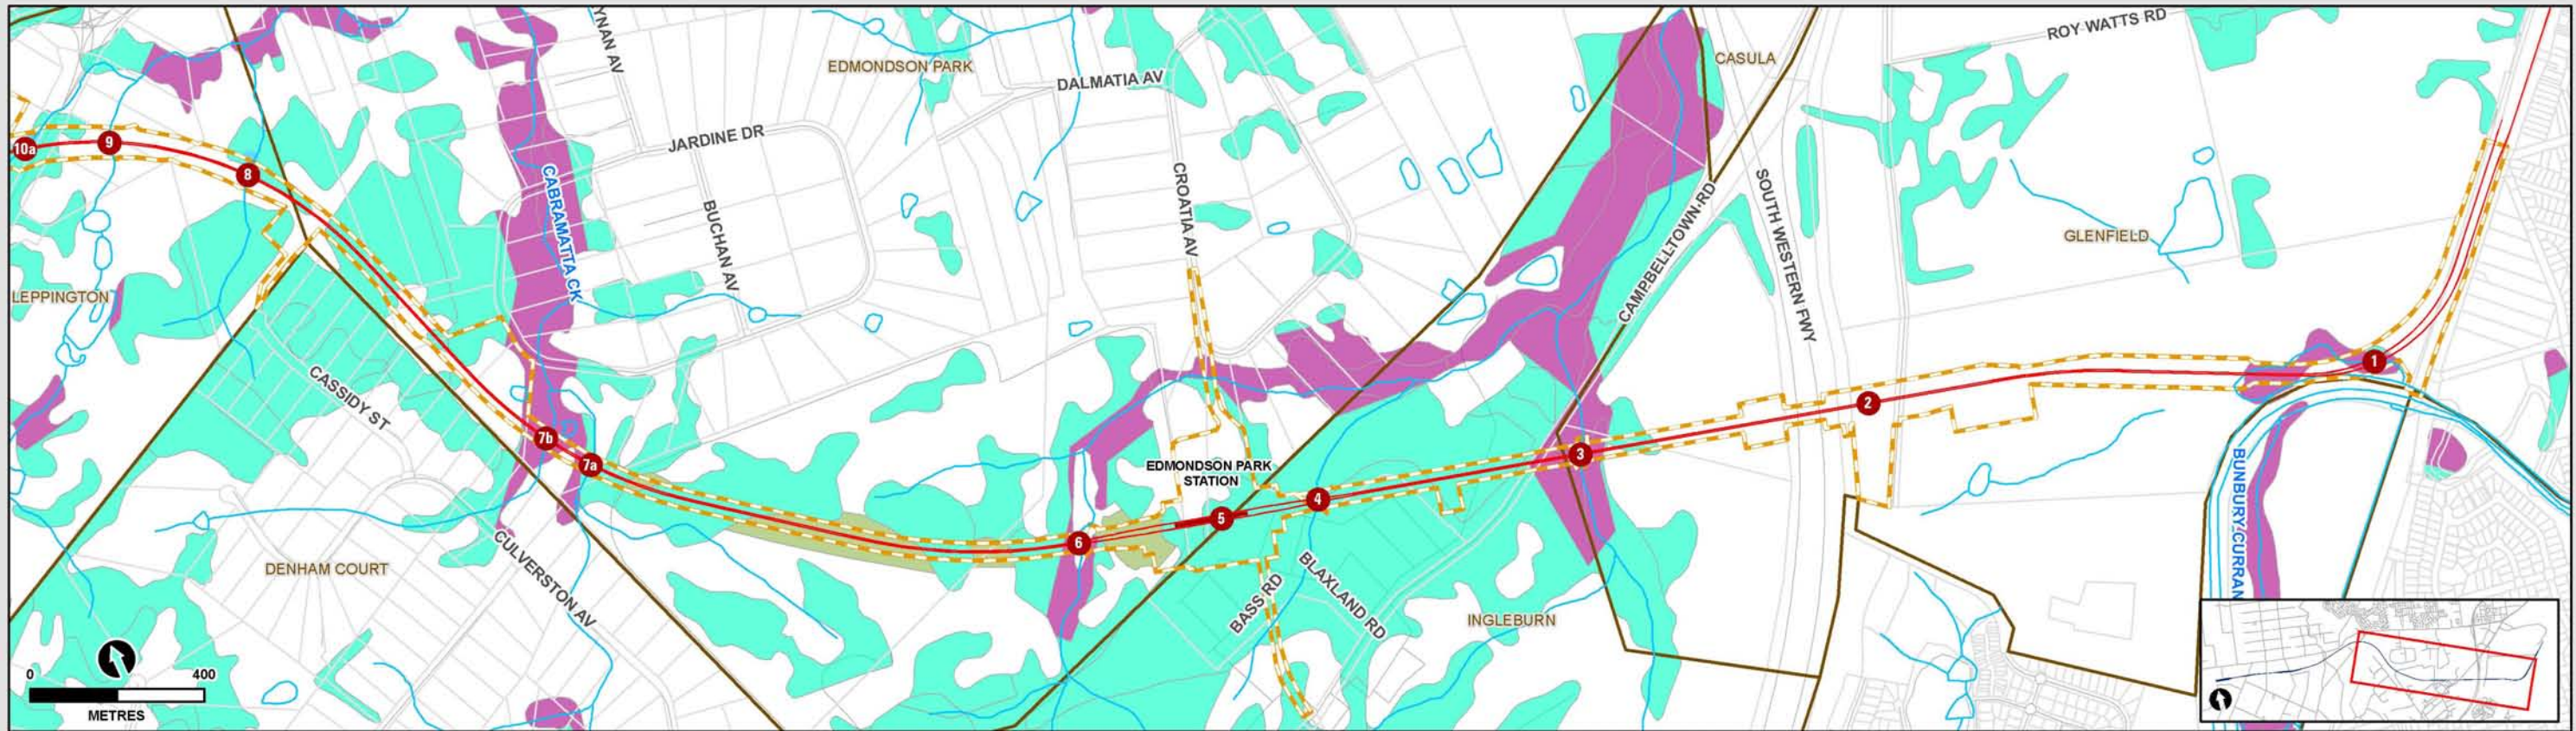 YNAN AV
ROY WATTS RD
EDMONDSON PARK
CASULA
DALMATIA AV
JARDINE DR
10a
9
8
CABRAMATTA CK
BUCHAN AV
CROATIA AV
CAMPBELLTOWN RD
SOUTH WESTERN FWY
GLENFIELD
LEPPINGTON
CASSIDY ST
1
2
7b
7a
3
EDMONDSON PARK
STATION
4
5
6
BUNBURY CURRAN
DENHAM COURT
CULVERSTON AV
BASS RD
BLAXLAND RD
INGLEBURN
0
400
METRES